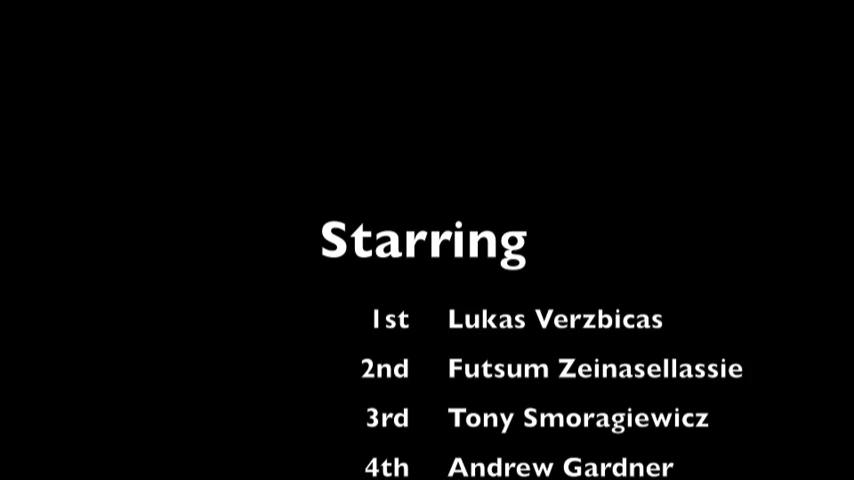 Starring
1st Lukas Verzbicas
2nd Futsum Zeinasellassie
3rd Tony Smoragiewicz
4th Andrew Gardner